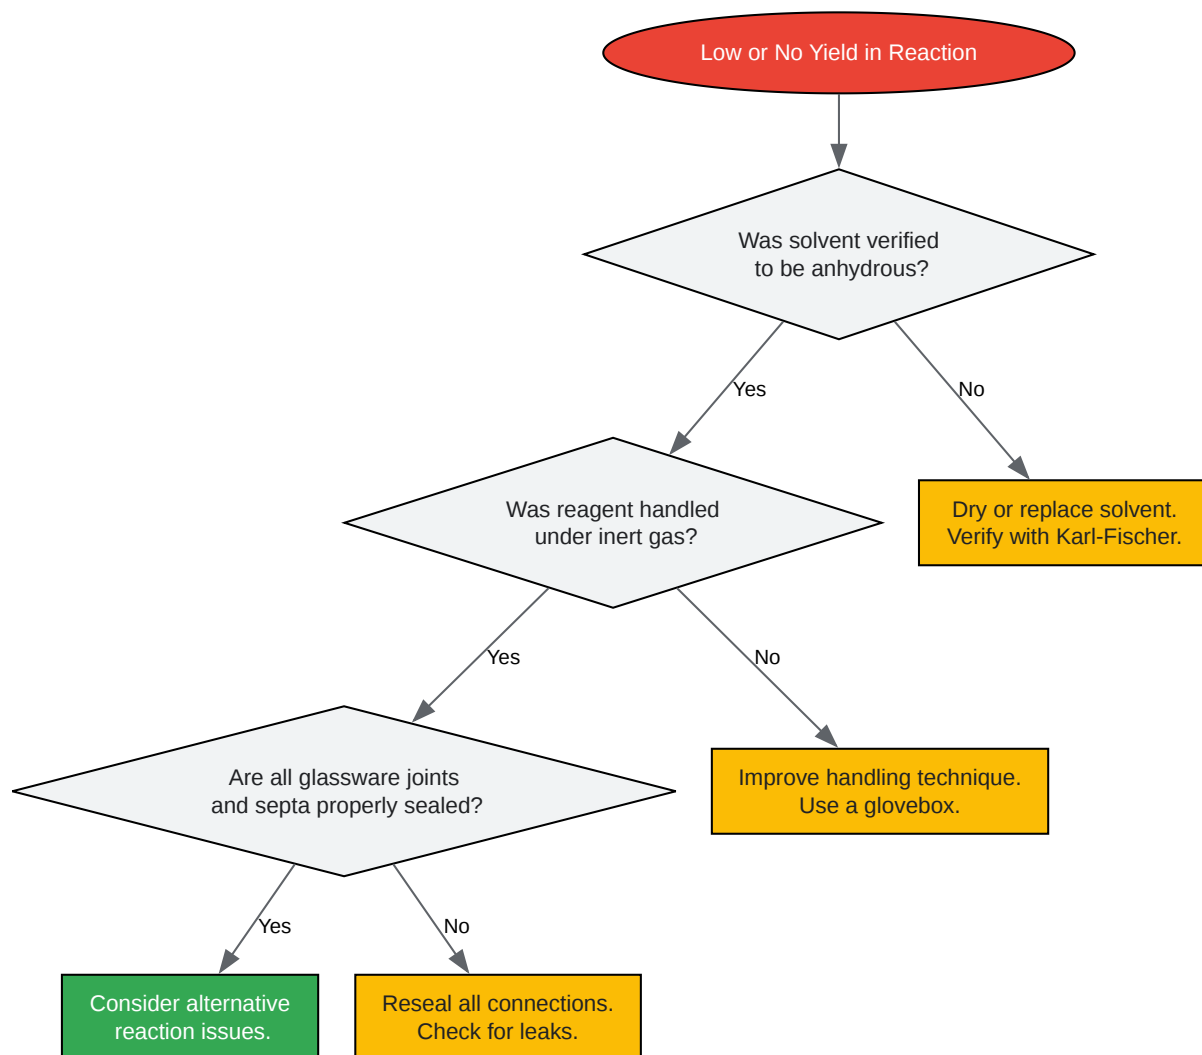 Low or No Yield in Reaction
Was solvent verified
to be anhydrous?
Yes
No
Was reagent handled
under inert gas?
Dry or replace solvent.
Verify with Karl-Fischer.
Yes
No
Are all glassware joints
and septa properly sealed?
Improve handling technique.
Use a glovebox.
Yes
No
Consider alternative
reaction issues.
Reseal all connections.
Check for leaks.